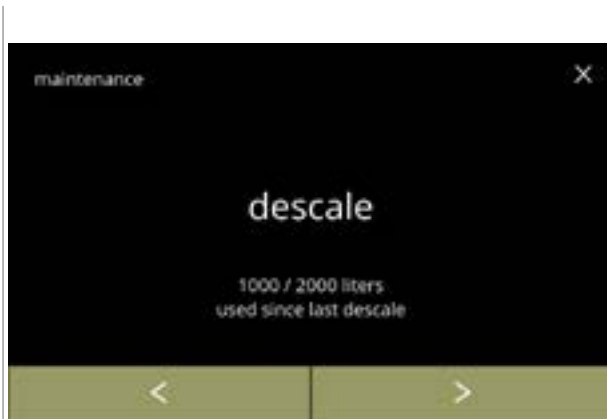 maintenance
descale
1000 / 2000 liters
used since last descale